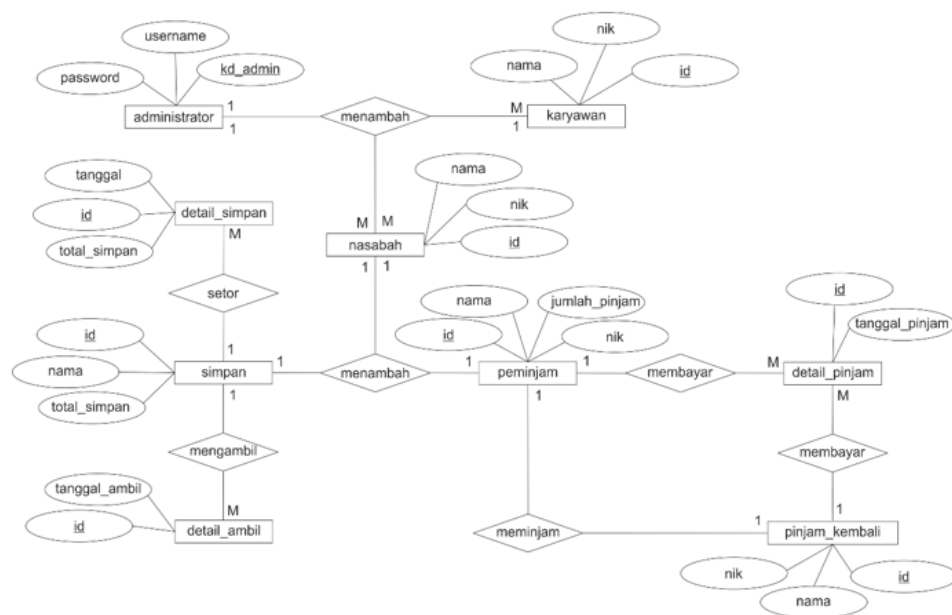 username
nik
password
kd_admin
nama
id
administrator
1
1
menambah
M
1
karyawan
tanggal
id
total_simpan
detail_simpan
M
nama
nik
id
M
M
nasabah
1
1
setor
id
nama
total_simpan
1
simpan
1
1
menambah
nama
jumlah_pinjam
id
nik
1
1
peminjam
1
membayar
id
tanggal_pinjam
M
detail_pinjam
M
mengambil
membayar
tanggal_ambil
id
M
detail_ambil
meminjam
1
1
pinjam_kembali
nik
nama
id